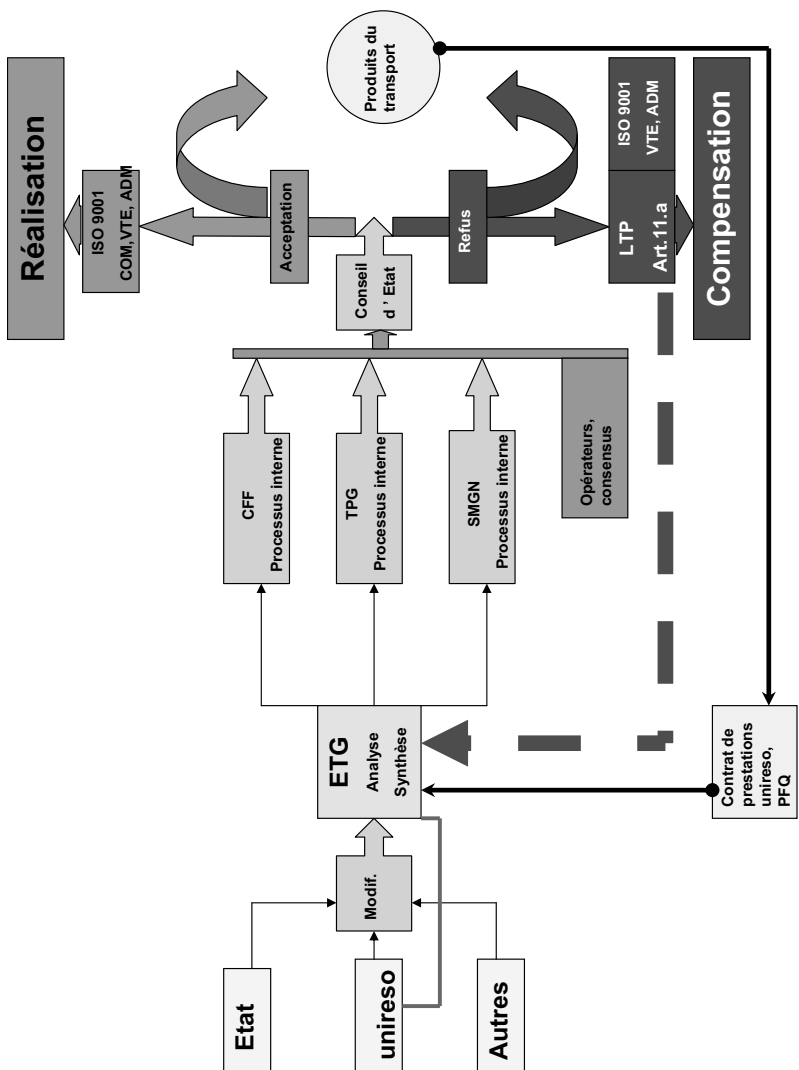 Etat
unireso
Autres
Modif.
ETG
Analyse
Synthèse
CFF
Processus interne
TPG
Processus interne
SMGN
Processus interne
Opérateurs,
consensus
Conseil
d ’ Etat
Acceptation
Refus
ISO 9001
COM,VTE, ADM
Réalisation
Produits du
transport
LTP
Art.11.a
ISO 9001
VTE, ADM
Compensation
Contrat de
prestations
unireso,
PFQ